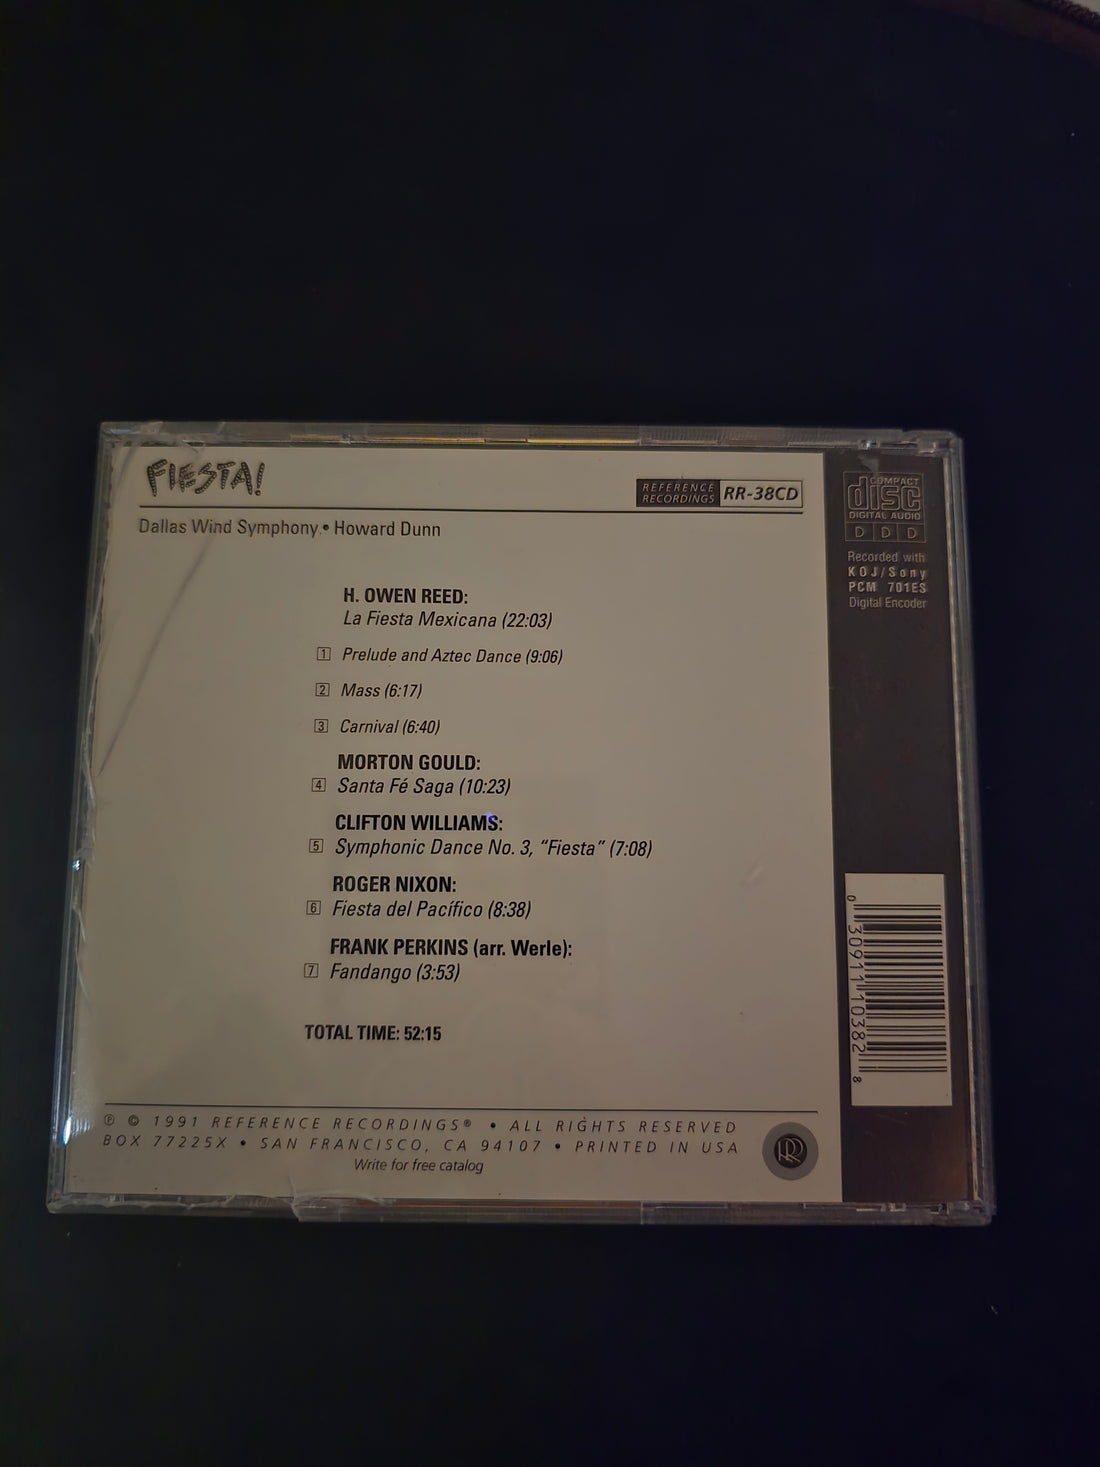 FIESTA!
REFERENCE
RECORDINGS
RR-38CD
Dallas Wind Symphony • Howard Dunn
H. OWEN REED:
La Fiesta Mexicana (22:03)
1 Prelude and Aztec Dance (9:06)
2 Mass (6:17)
3 Carnival (6:40)
MORTON GOULD:
4 Santa Fé Saga (10:23)
CLIFTON WILLIAMS:
5 Symphonic Dance No. 3, “Fiesta” (7:08)
ROGER NIXON:
6 Fiesta del Pacífico (8:38)
FRANK PERKINS (arr. Werle):
7 Fandango (3:53)
TOTAL TIME: 52:15
℗ © 1991 REFERENCE RECORDINGS® • ALL RIGHTS RESERVED
BOX 77225X • SAN FRANCISCO, CA 94107 • PRINTED IN USA
Write for free catalog
RR
COMPACT
disc
DIGITAL AUDIO
D D D
Recorded with
KOJ/Sony
PCM 701ES
Digital Encoder
0 30911 10382 8